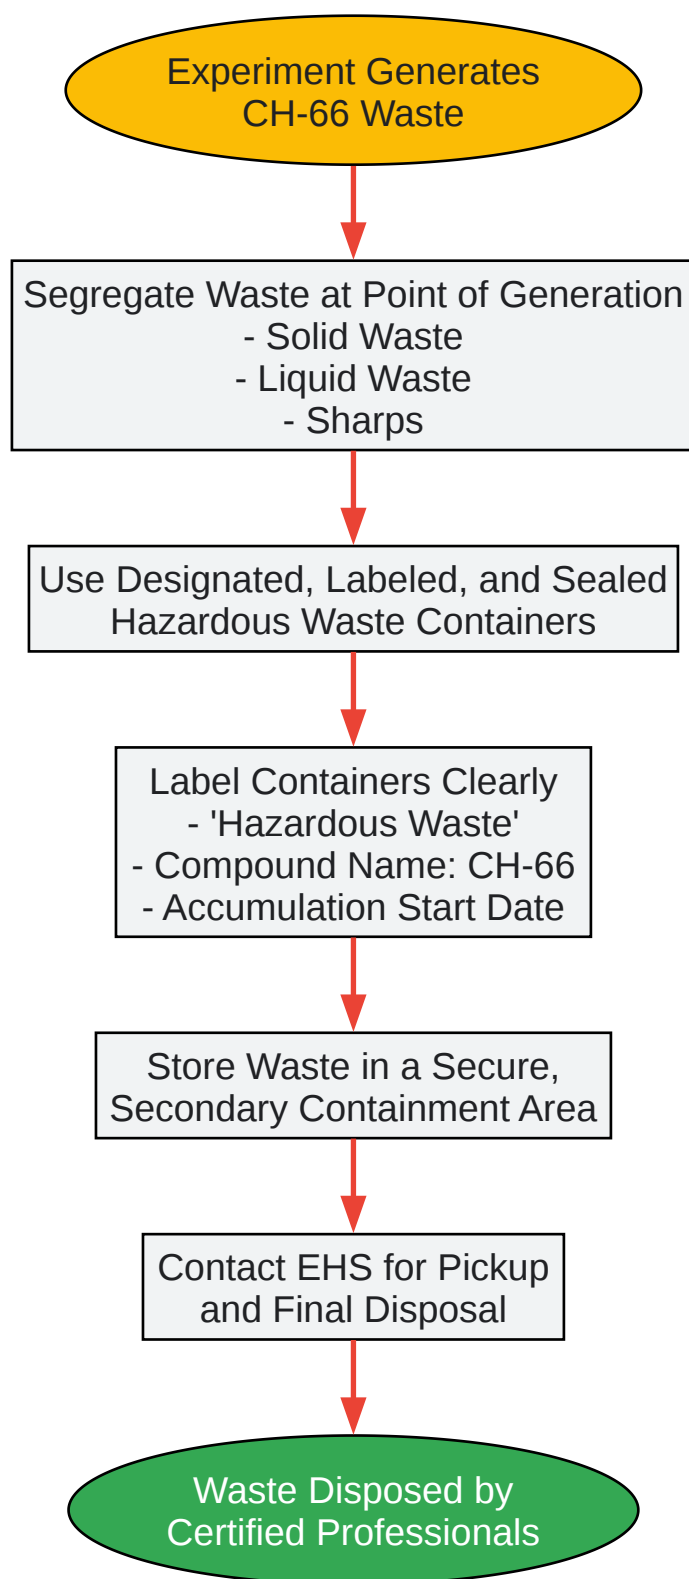 Experiment Generates
CH-66 Waste
Segregate Waste at Point of Generation
- Solid Waste
- Liquid Waste
- Sharps
Use Designated, Labeled, and Sealed
Hazardous Waste Containers
Label Containers Clearly
- 'Hazardous Waste'
- Compound Name: CH-66
- Accumulation Start Date
Store Waste in a Secure,
Secondary Containment Area
Contact EHS for Pickup
and Final Disposal
Waste Disposed by
Certified Professionals